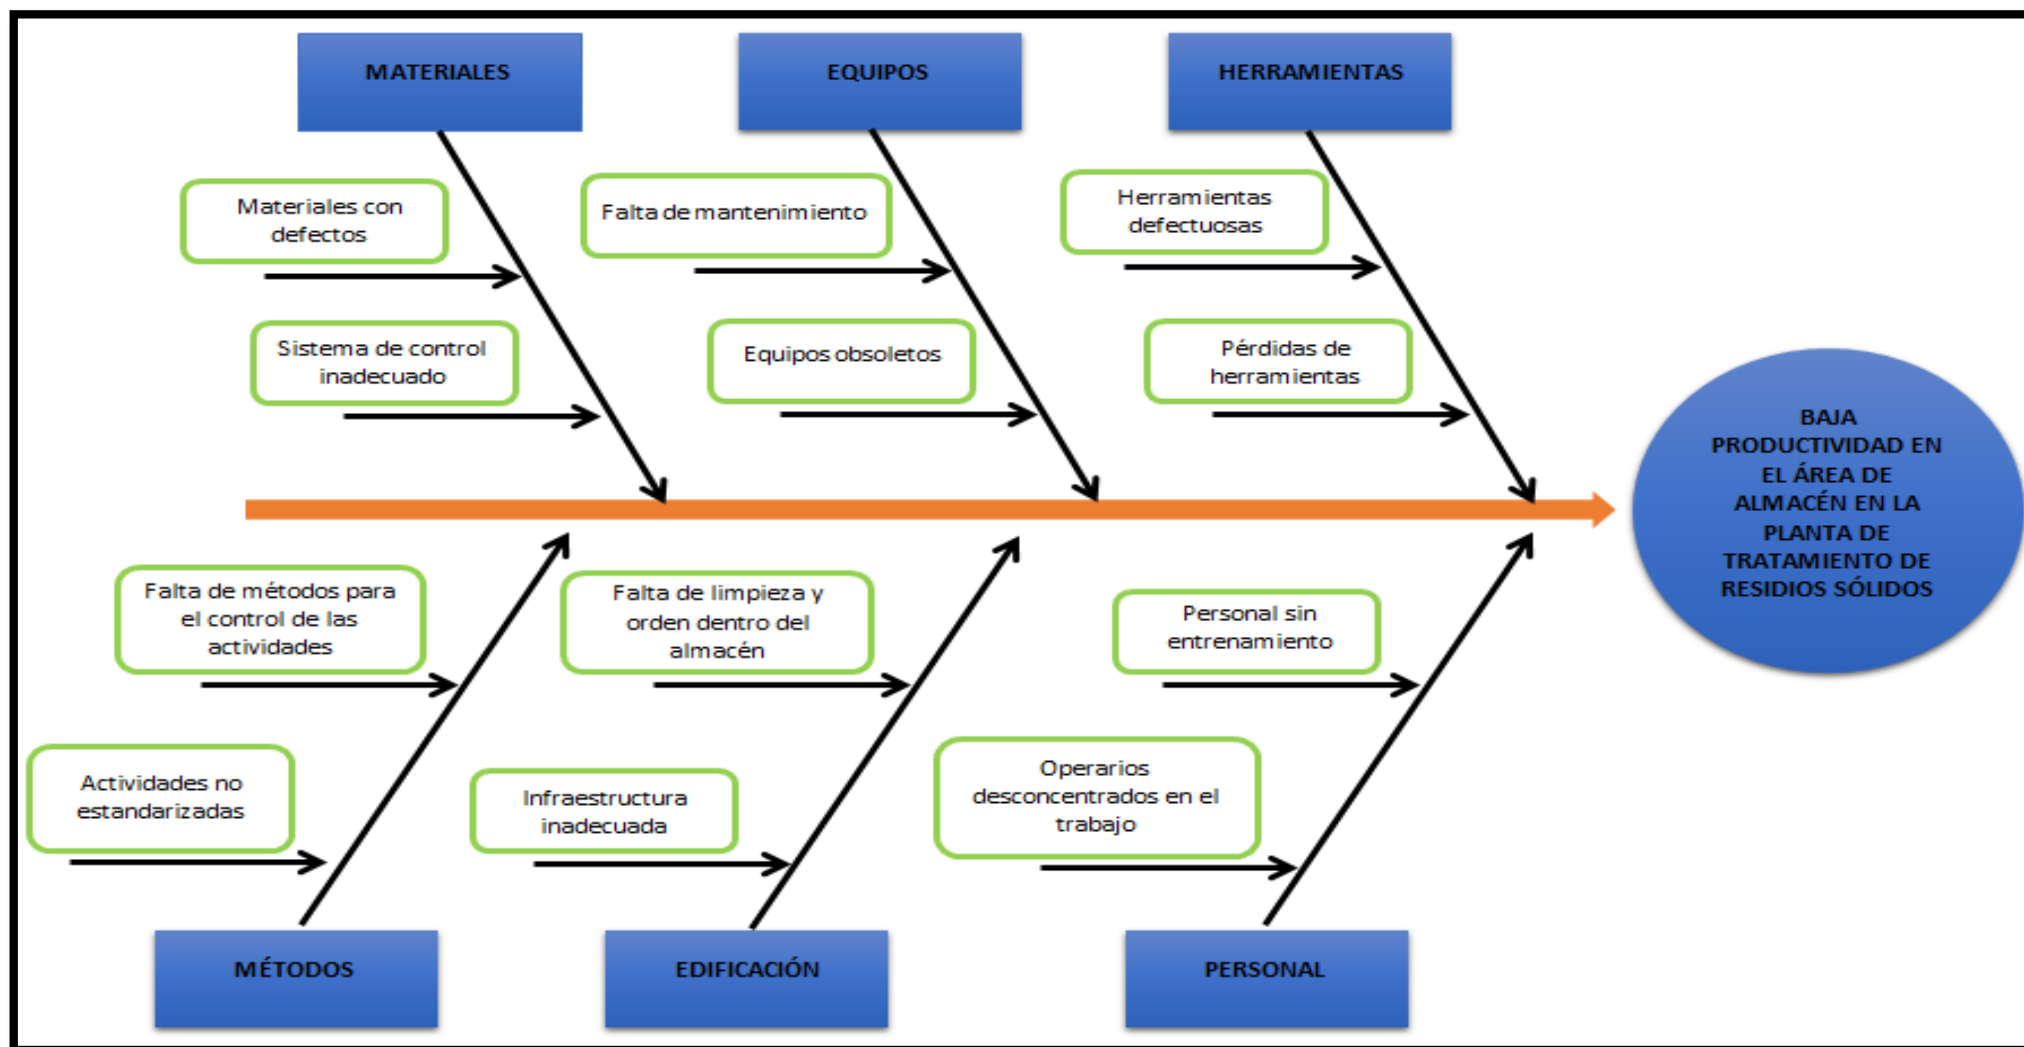 MATERIALES
EQUIPOS
HERRAMIENTAS
Materiales con
defectos
Falta de mantenimiento
Herramientas
defectuosas
Sistema de control
inadecuado
Equipos obsoletos
Pérdidas de
herramientas
BAJA
PRODUCTIVIDAD EN
EL ÁREA DE
ALMACÉN EN LA
PLANTA DE
TRATAMIENTO DE
RESIDIOS SÓLIDOS
Falta de métodos para
el control de las
actividades
Falta de limpieza y
orden dentro del
almacén
Personal sin
entrenamiento
Actividades no
estandarizadas
Infraestructura
inadecuada
Operarios
desconcentrados en el
trabajo
MÉTODOS
EDIFICACIÓN
PERSONAL